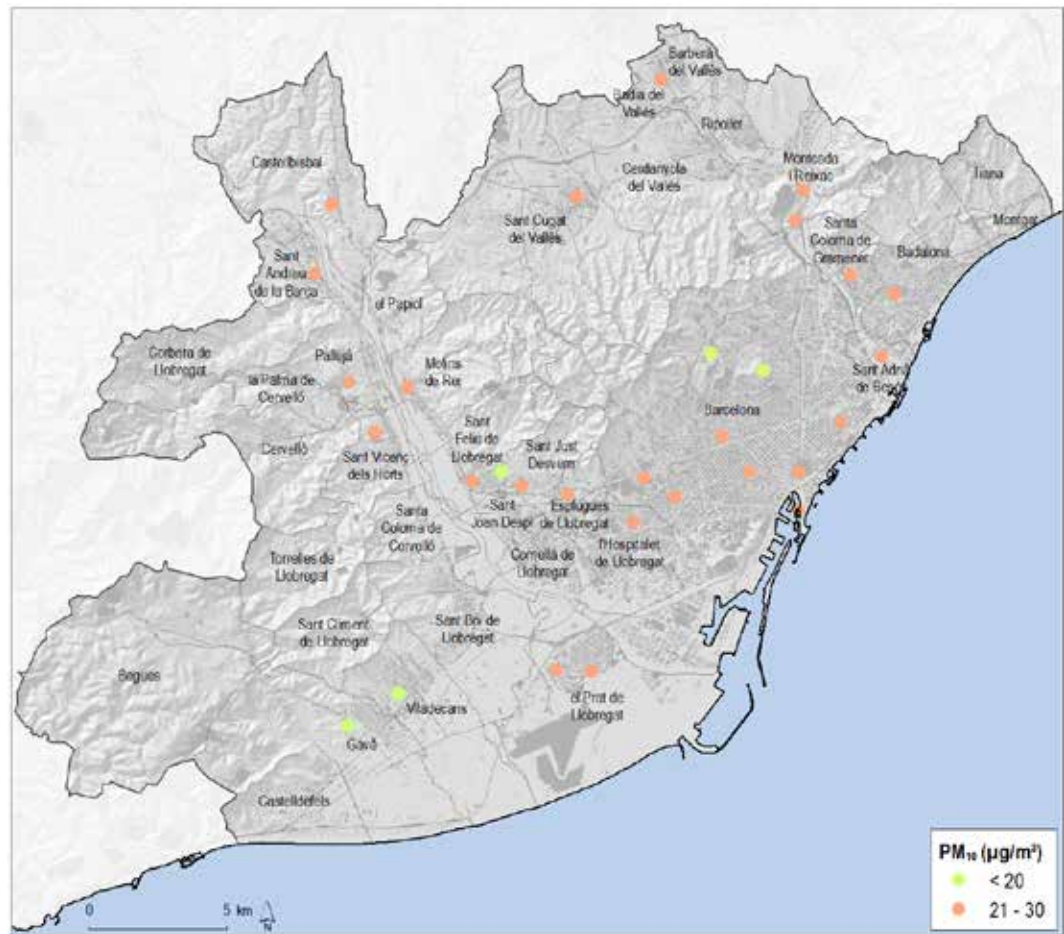 Barberà
del Vallès
Badia del
Vallès
Ripollet
Castellbisbal
Cerdanyola
del Vallès
Montcada
i Reixac
Tiana
Sant Cugat
del Vallès
Montgat
Santa
Coloma de
Gramenet
Badalona
Sant
Andreu
de la Barca
el Papiol
Corbera de
Llobregat
Pallejà
la Palma de
Cervelló
Molins
de Rei
Sant Adrià
de Besòs
Barcelona
Cervelló
Sant Vicenç
dels Horts
Sant
Feliu de
Llobregat
Sant Just
Desvern
Santa
Coloma de
Cervelló
Sant
Joan Despí
Esplugues
de Llobregat
l'Hospitalet
de Llobregat
Cornellà de
Llobregat
Torrelles de
Llobregat
Sant Climent
de Llobregat
Sant Boi de
Llobregat
Begues
Viladecans
el Prat de
Llobregat
Gavà
Castelldefels
PM₁₀ (µg/m³)
< 20
21 - 30
0 5 km
N